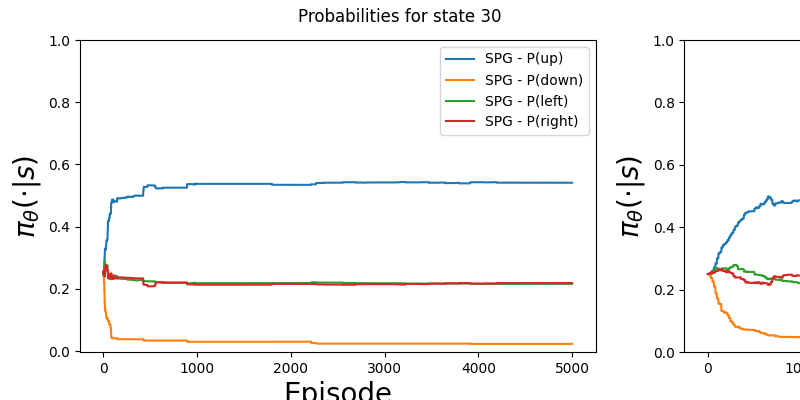 Probabilities for state 30
1.0
0.8
0.6
0.4
0.2
0.0
π_θ(·|s)
SPG - P(up)
SPG - P(down)
SPG - P(left)
SPG - P(right)
0 1000 2000 3000 4000 5000
Episode
1.0
0.8
0.6
0.4
0.2
0.0
π_θ(·|s)
0